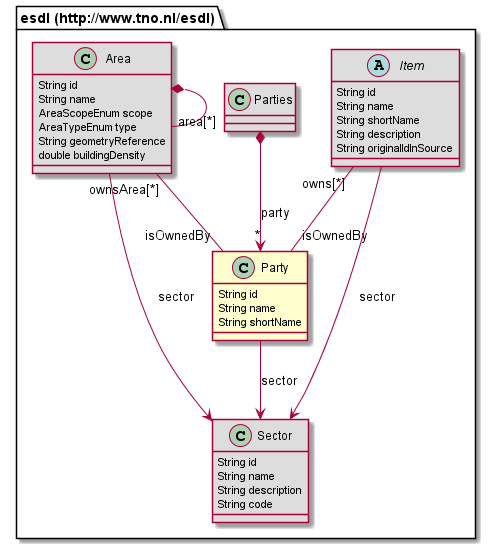 esdl (http://www.tno.nl/esdl)
C Area
String id
String name
AreaScopeEnum scope
AreaTypeEnum type
String geometryReference
double buildingDensity
area[*]
C Parties
A Item
String id
String name
String shortName
String description
String originalIdInSource
ownsArea[*]
owns[*]
party
*
isOwnedBy
isOwnedBy
C Party
String id
String name
String shortName
sector
sector
sector
C Sector
String id
String name
String description
String code